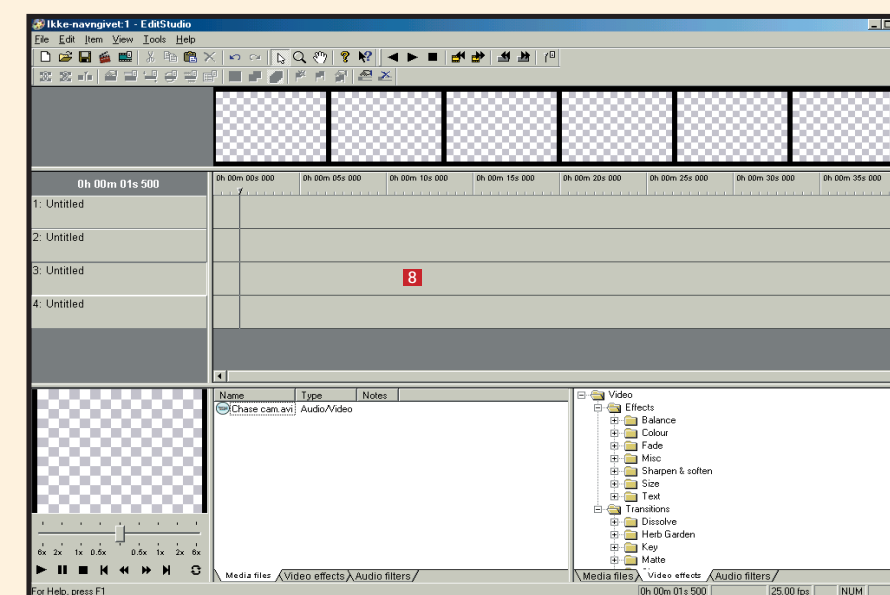 Ikke-navngivet:1 - EditStudio
File Edit Item View Tools Help
0h 00m 01s 500
0h 00m 00s 000 0h 00m 05s 000 0h 00m 10s 000 0h 00m 15s 000 0h 00m 20s 000 0h 00m 25s 000 0h 00m 30s 000 0h 00m 35s 000
1: Untitled
2: Untitled
3: Untitled
8
4: Untitled
Name Type Notes
Chase cam.avi Audio/Video
Video
Effects
Balance
Colour
Fade
Misc
Sharpen & soften
Size
Text
Transitions
Dissolve
Herb Garden
Key
Matte
6x 2x 1x 0.5x 0.5x 1x 2x 6x
Media files Video effects Audio filters
Media files Video effects Audio filters
For Help, press F1
0h 00m 01s 500 25.00 fps NUM